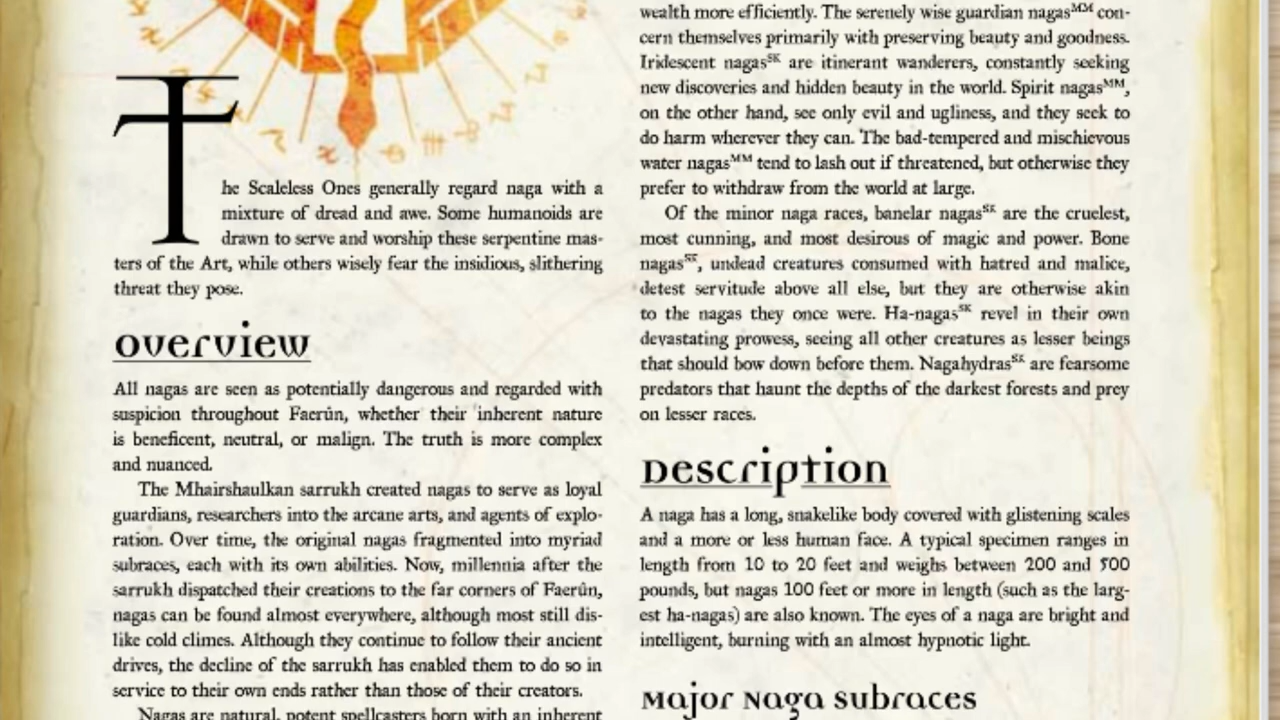 The Scaleless Ones generally regard naga with a
mixture of dread and awe. Some humanoids are
drawn to serve and worship these serpentine mas-
ters of the Art, while others wisely fear the insidious, slithering
threat they pose.
overview
All nagas are seen as potentially dangerous and regarded with
suspicion throughout Faerûn, whether their inherent nature
is beneficent, neutral, or malign. The truth is more complex
and nuanced.
The Mhairshaulkan sarrukh created nagas to serve as loyal
guardians, researchers into the arcane arts, and agents of explo-
ration. Over time, the original nagas fragmented into myriad
subraces, each with its own abilities. Now, millennia after the
sarrukh dispatched their creations to the far corners of Faerûn,
nagas can be found almost everywhere, although most still dis-
like cold climes. Although they continue to follow their ancient
drives, the decline of the sarrukh has enabled them to do so in
service to their own ends rather than those of their creators.
Nagas are natural, potent spellcasters born with an inherent
wealth more efficiently. The serenely wise guardian nagasMM con-
cern themselves primarily with preserving beauty and goodness.
Iridescent nagasSK are itinerant wanderers, constantly seeking
new discoveries and hidden beauty in the world. Spirit nagasMM,
on the other hand, see only evil and ugliness, and they seek to
do harm wherever they can. The bad-tempered and mischievous
water nagasMM tend to lash out if threatened, but otherwise they
prefer to withdraw from the world at large.
Of the minor naga races, banelar nagasSK are the cruelest,
most cunning, and most desirous of magic and power. Bone
nagas, undead creatures consumed with hatred and malice,
detest servitude above all else, but they are otherwise akin
to the nagas they once were. Ha-nagasSK revel in their own
devastating prowess, seeing all other creatures as lesser beings
that should bow down before them. NagahydrasSK are fearsome
predators that haunt the depths of the darkest forests and prey
on lesser races.
Description
A naga has a long, snakelike body covered with glistening scales
and a more or less human face. A typical specimen ranges in
length from 10 to 20 feet and weighs between 200 and 500
pounds, but nagas 100 feet or more in length (such as the larg-
est ha-nagas) are also known. The eyes of a naga are bright and
intelligent, burning with an almost hypnotic light.
Major Naga Subraces